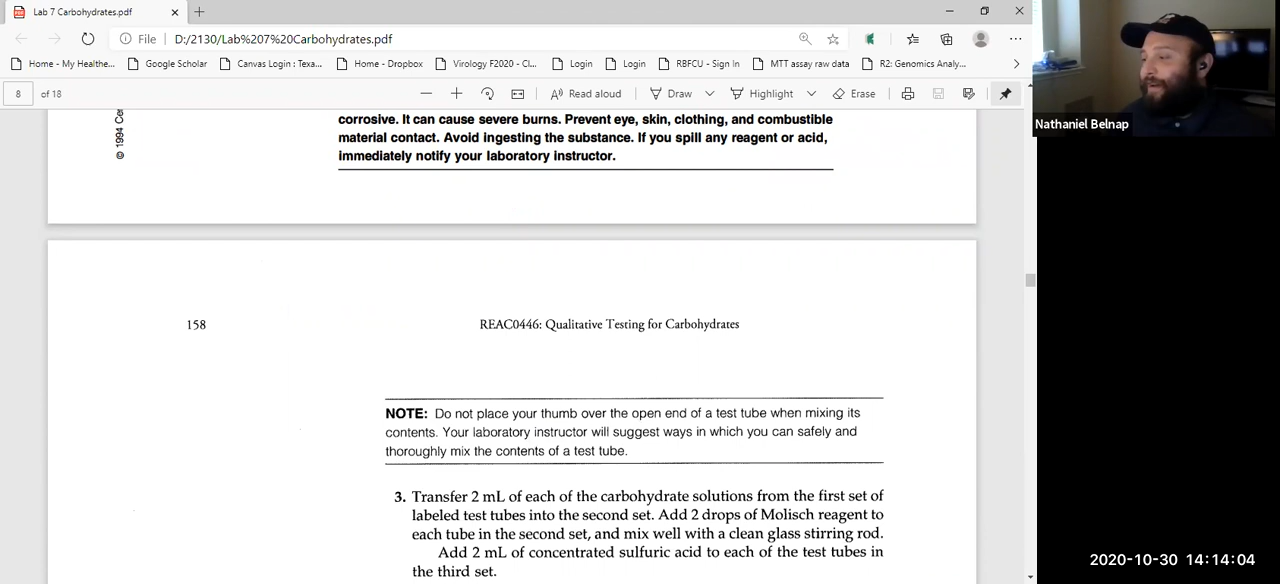 Lab 7 Carbohydrates.pdf
File D:/2130/Lab%207%20Carbohydrates.pdf
Home - My Healthe... Google Scholar Canvas Login : Texa... Home - Dropbox Virology F2020 - Cl... Login Login RBFCU - Sign In MTT assay raw data R2: Genomics Analy...
8 of 18 Read aloud Draw Highlight Erase
© 1994 Cer
corrosive. It can cause severe burns. Prevent eye, skin, clothing, and combustible
material contact. Avoid ingesting the substance. If you spill any reagent or acid,
immediately notify your laboratory instructor.
158 REAC0446: Qualitative Testing for Carbohydrates
NOTE: Do not place your thumb over the open end of a test tube when mixing its
contents. Your laboratory instructor will suggest ways in which you can safely and
thoroughly mix the contents of a test tube.
3. Transfer 2 mL of each of the carbohydrate solutions from the first set of
labeled test tubes into the second set. Add 2 drops of Molisch reagent to
each tube in the second set, and mix well with a clean glass stirring rod.
Add 2 mL of concentrated sulfuric acid to each of the test tubes in
the third set.
Nathaniel Belnap
2020-10-30 14:14:04